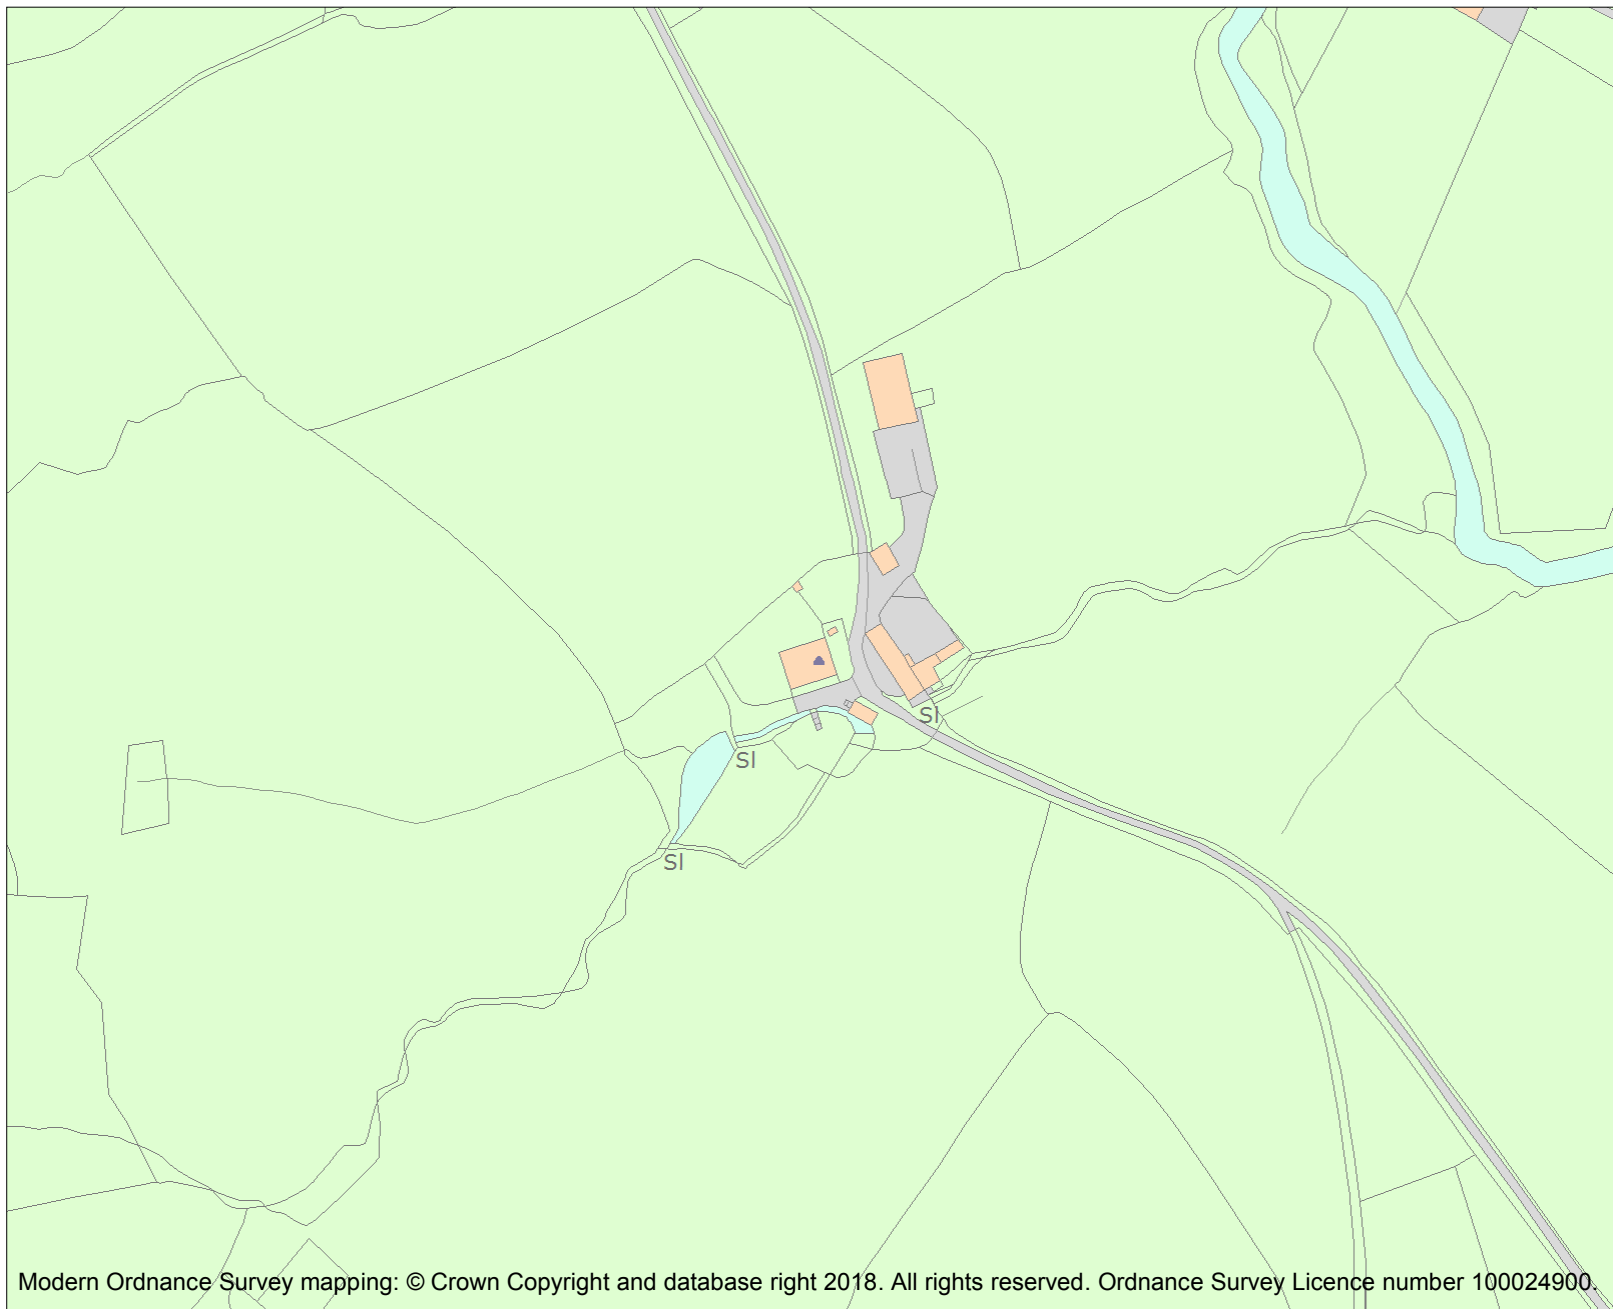 Sl
Sl
Sl
Modern Ordnance Survey mapping: © Crown Copyright and database right 2018. All rights reserved. Ordnance Survey Licence number 100024900.